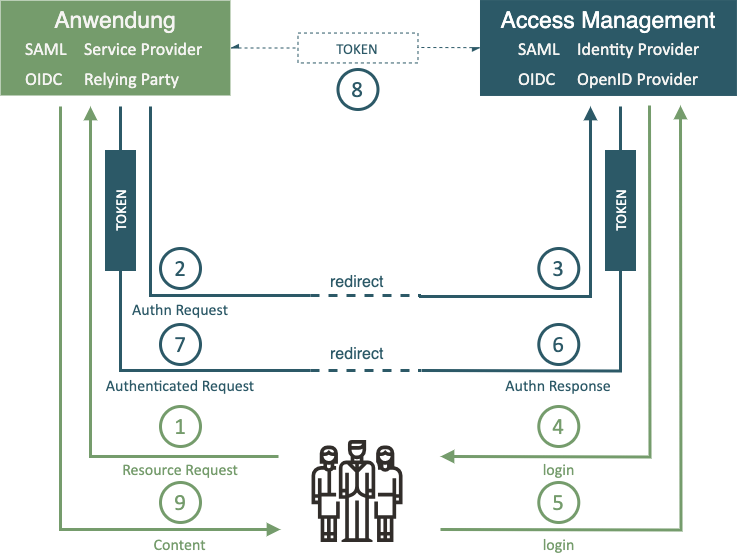 Anwendung
SAML Service Provider
OIDC Relying Party
TOKEN
8
Access Management
SAML Identity Provider
OIDC OpenID Provider
TOKEN
TOKEN
2
redirect
3
Authn Request
7
redirect
6
Authenticated Request
Authn Response
1
4
Resource Request
login
9
5
Content
login